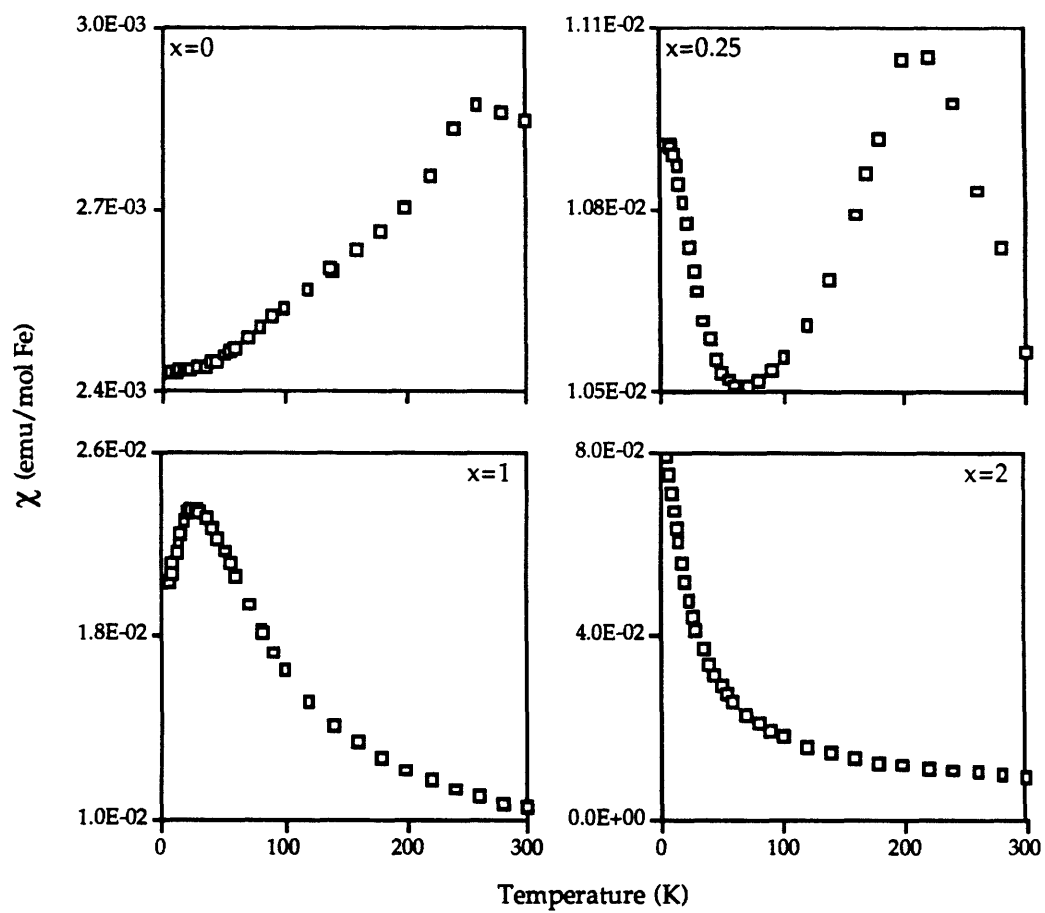 3.0E-03
x=0
2.7E-03
2.4E-03
1.11E-02
x=0.25
1.08E-02
1.05E-02
χ (emu/mol Fe)
2.6E-02
x=1
1.8E-02
1.0E-02
0
100
200
300
8.0E-02
x=2
4.0E-02
0.0E+00
0
100
200
300
Temperature (K)